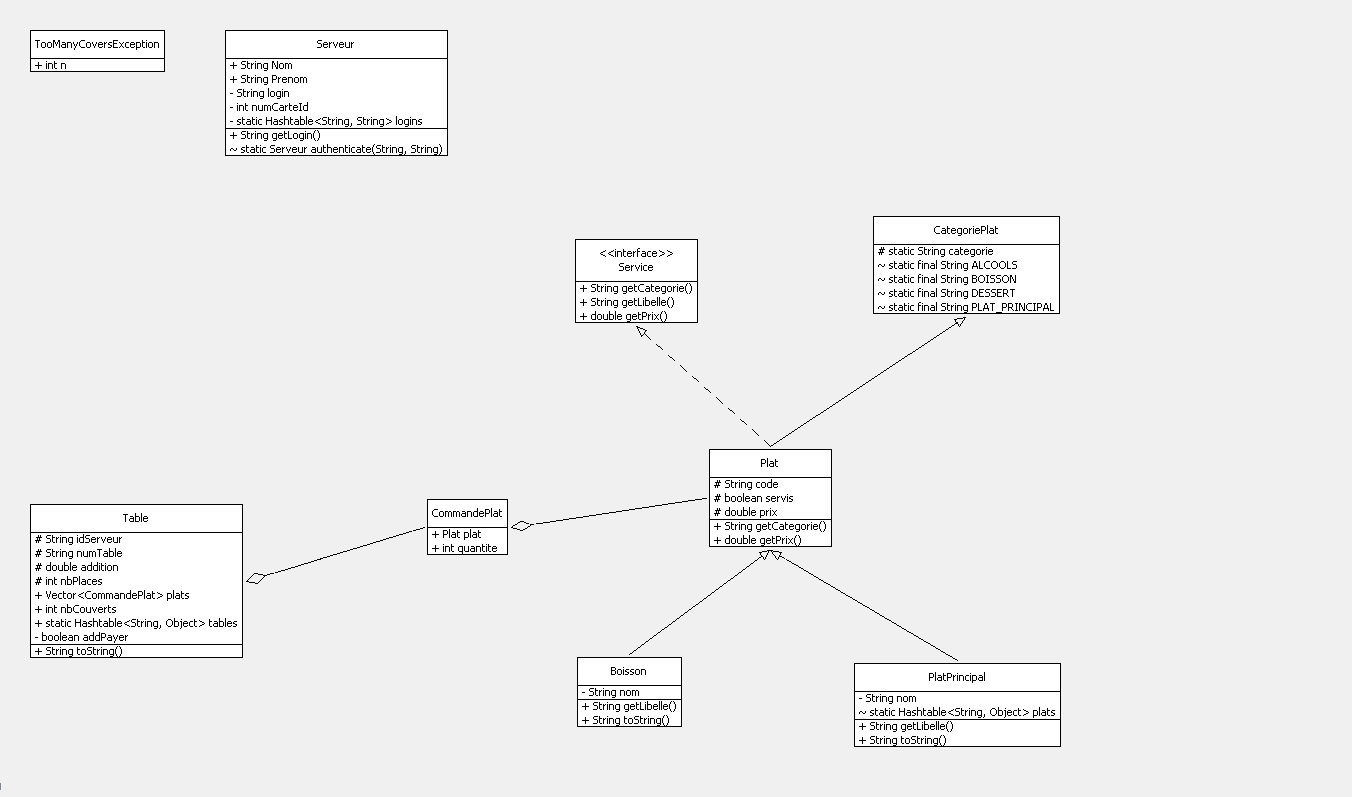 TooManyCoversException
+ int n
Serveur
+ String Nom
+ String Prenom
- String login
- int numCarteId
- static Hashtable<String, String> logins
+ String getLogin()
~ static Serveur authenticate(String, String)
<<interface>>
Service
+ String getCategorie()
+ String getLibelle()
+ double getPrix()
CategoriePlat
# static String categorie
~ static final String ALCOOLS
~ static final String BOISSON
~ static final String DESSERT
~ static final String PLAT_PRINCIPAL
Plat
# String code
# boolean servis
# double prix
+ String getCategorie()
+ double getPrix()
CommandePlat
+ Plat plat
+ int quantite
Table
# String idServeur
# String numTable
# double addition
# int nbPlaces
+ Vector<CommandePlat> plats
+ int nbCouverts
+ static Hashtable<String, Object> tables
- boolean addPayer
+ String toString()
Boisson
- String nom
+ String getLibelle()
+ String toString()
PlatPrincipal
- String nom
~ static Hashtable<String, Object> plats
+ String getLibelle()
+ String toString()